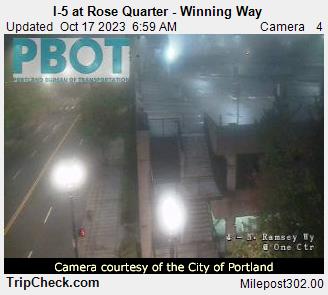 I-5 at Rose Quarter - Winning Way
Updated Oct 17 2023 6:59 AM Camera 4
PBOT
PORTLAND BUREAU OF TRANSPORTATION
N. Ramsey Wy
@ One Ctr
Camera courtesy of the City of Portland
TripCheck.com Milepost302.00